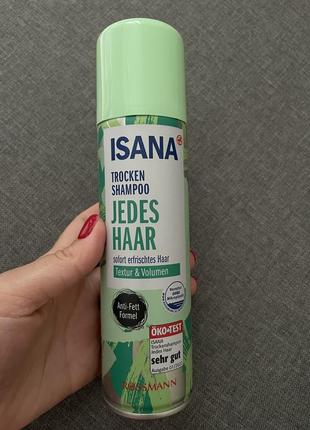 ISANA
TROCKEN
SHAMPOO
JEDES
HAAR
sofort erfrischtes Haar
Textur & Volumen
Anti-Fett
Formel
ÖKO-TEST
ISANA
Trockenshampoo
Jedes Haar
sehr gut
Ausgabe
ROSSMANN